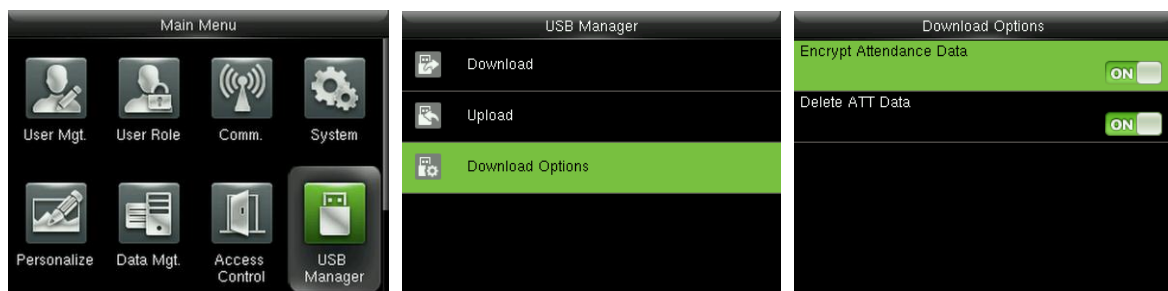 Main Menu
User Mgt.
User Role
Comm.
System
Personalize
Data Mgt.
Access
Control
USB
Manager
USB Manager
Download
Upload
Download Options
Download Options
Encrypt Attendance Data
ON
Delete ATT Data
ON